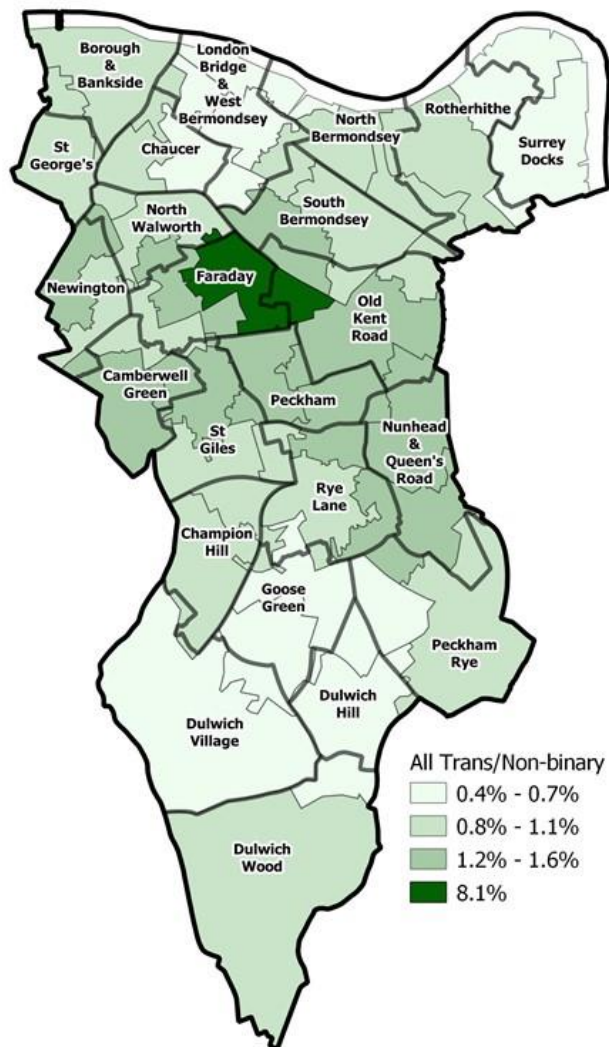 Borough
&
Bankside
London
Bridge
&
West
Bermondsey
North
Bermondsey
Rotherhithe
Surrey
Docks
St
George's
Chaucer
South
Bermondsey
North
Walworth
Newington
Faraday
Old
Kent
Road
Camberwell
Green
Peckham
St
Giles
Nunhead
&
Queen's
Road
Rye
Lane
Champion
Hill
Goose
Green
Peckham
Rye
Dulwich
Village
Dulwich
Hill
Dulwich
Wood
All Trans/Non-binary
0.4% - 0.7%
0.8% - 1.1%
1.2% - 1.6%
8.1%